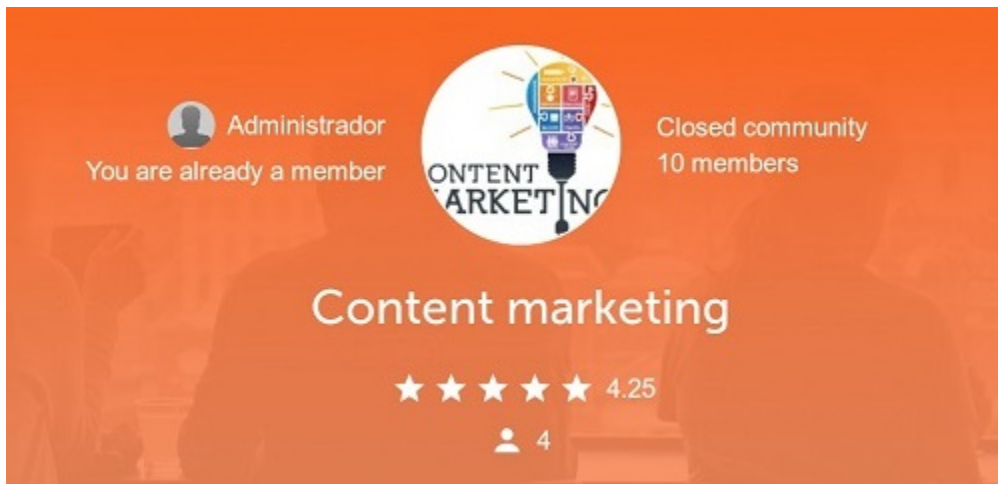 Administrador
You are already a member
ONTENT
ARKETING
Closed community
10 members
Content marketing
4.25
4